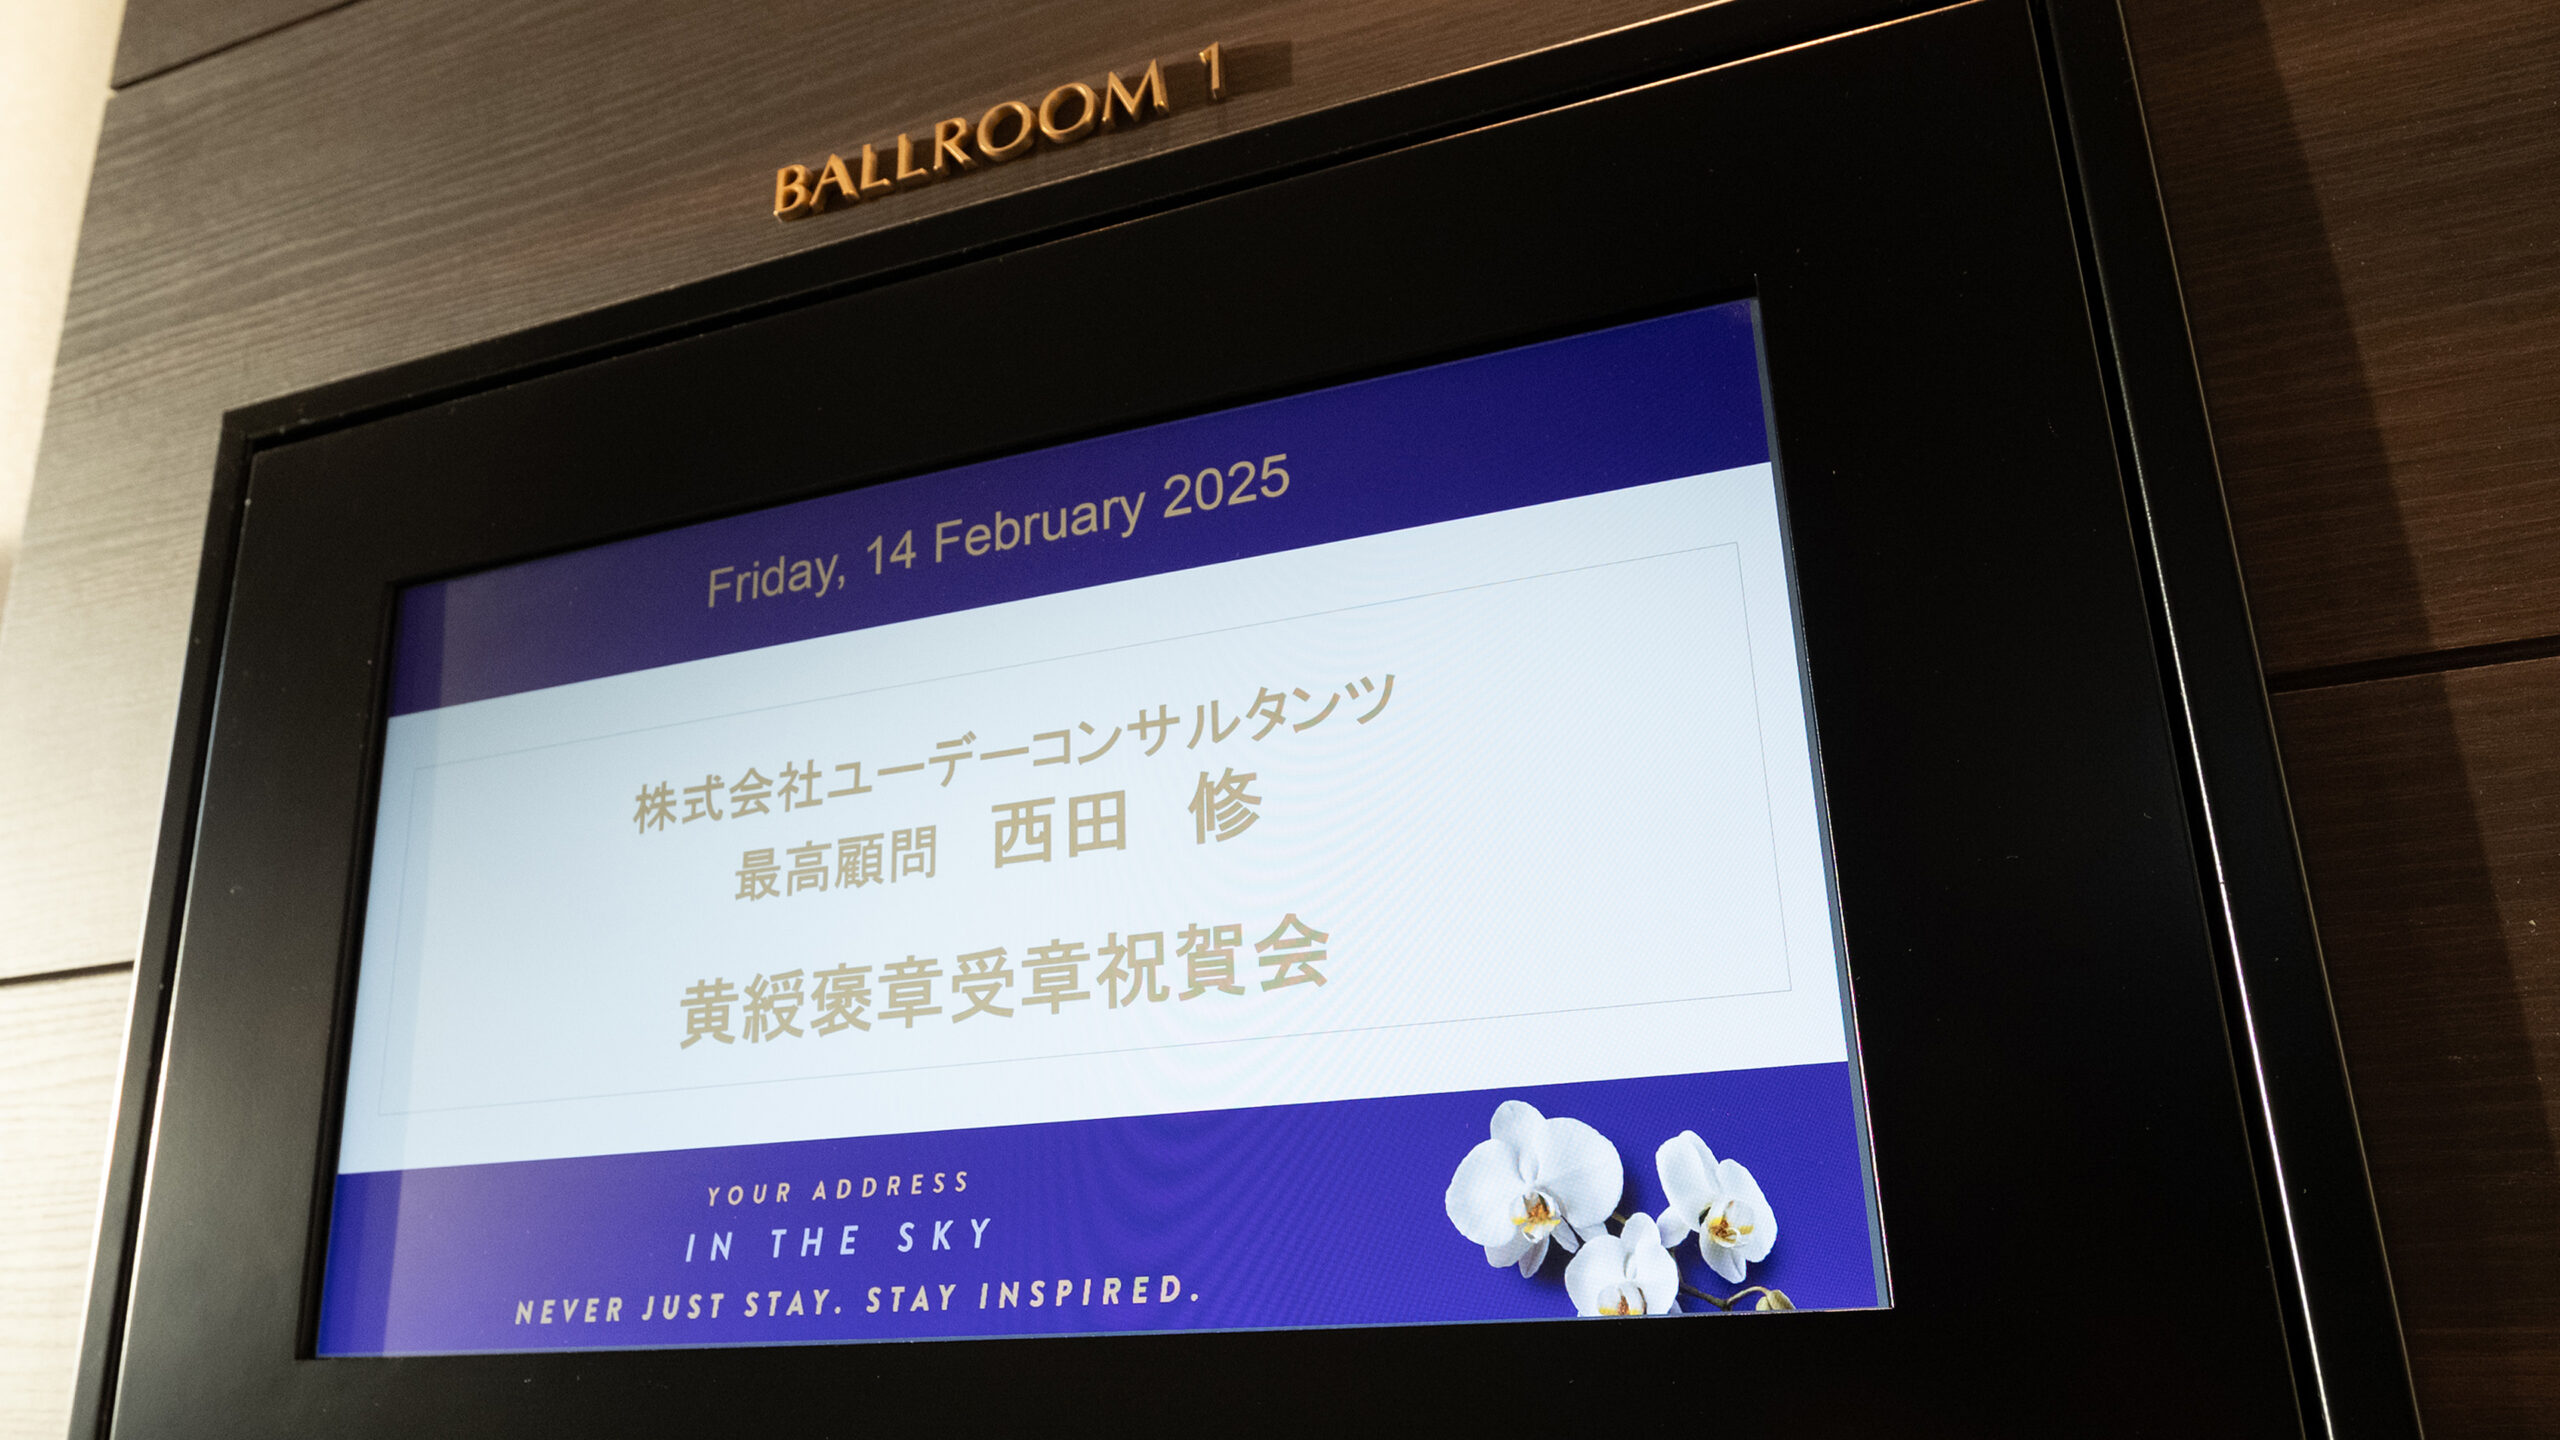 BALLROOM 1
Friday, 14 February 2025
株式会社ユーデーコンサルタンツ
最高顧問　西田　修
黄綬褒章受章祝賀会
YOUR ADDRESS
IN THE SKY
NEVER JUST STAY. STAY INSPIRED.